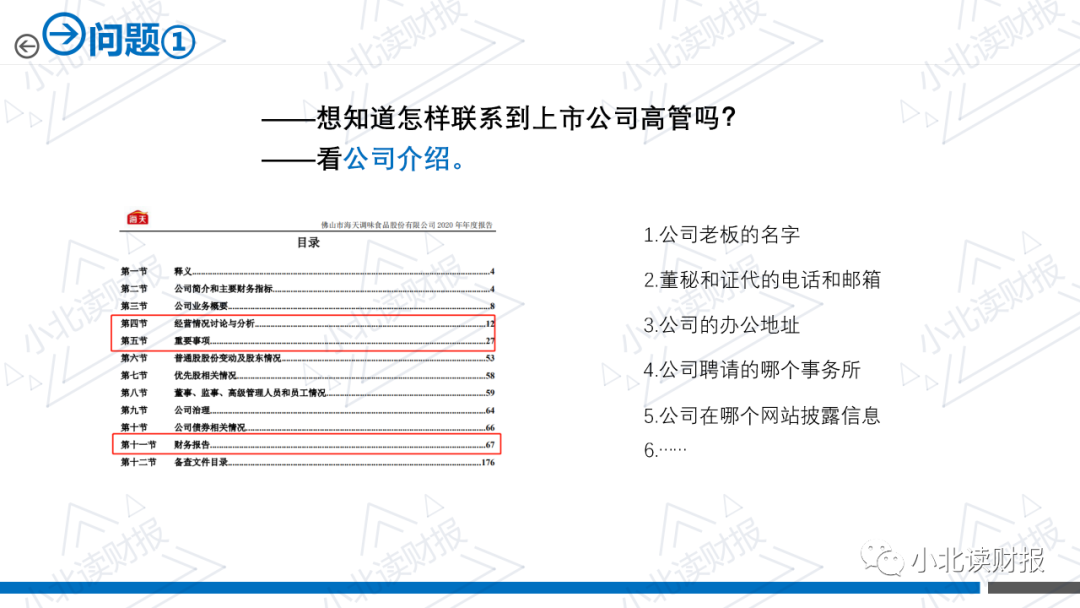 问题①
——想知道怎样联系到上市公司高管吗？
——看公司介绍。
海天
佛山市海天调味食品股份有限公司 2020 年年度报告
目录
第一节 释义....................4
第二节 公司简介和主要财务指标....................4
第三节 公司业务概要....................8
第四节 经营情况讨论与分析....................12
第五节 重要事项....................27
第六节 普通股股份变动及股东情况....................53
第七节 优先股相关情况....................58
第八节 董事、监事、高级管理人员和员工情况....................59
第九节 公司治理....................64
第十节 公司债券相关情况....................66
第十一节 财务报告....................67
第十二节 备查文件目录....................176
1.公司老板的名字
2.董秘和证代的电话和邮箱
3.公司的办公地址
4.公司聘请的哪个事务所
5.公司在哪个网站披露信息
6.……
小北读财报